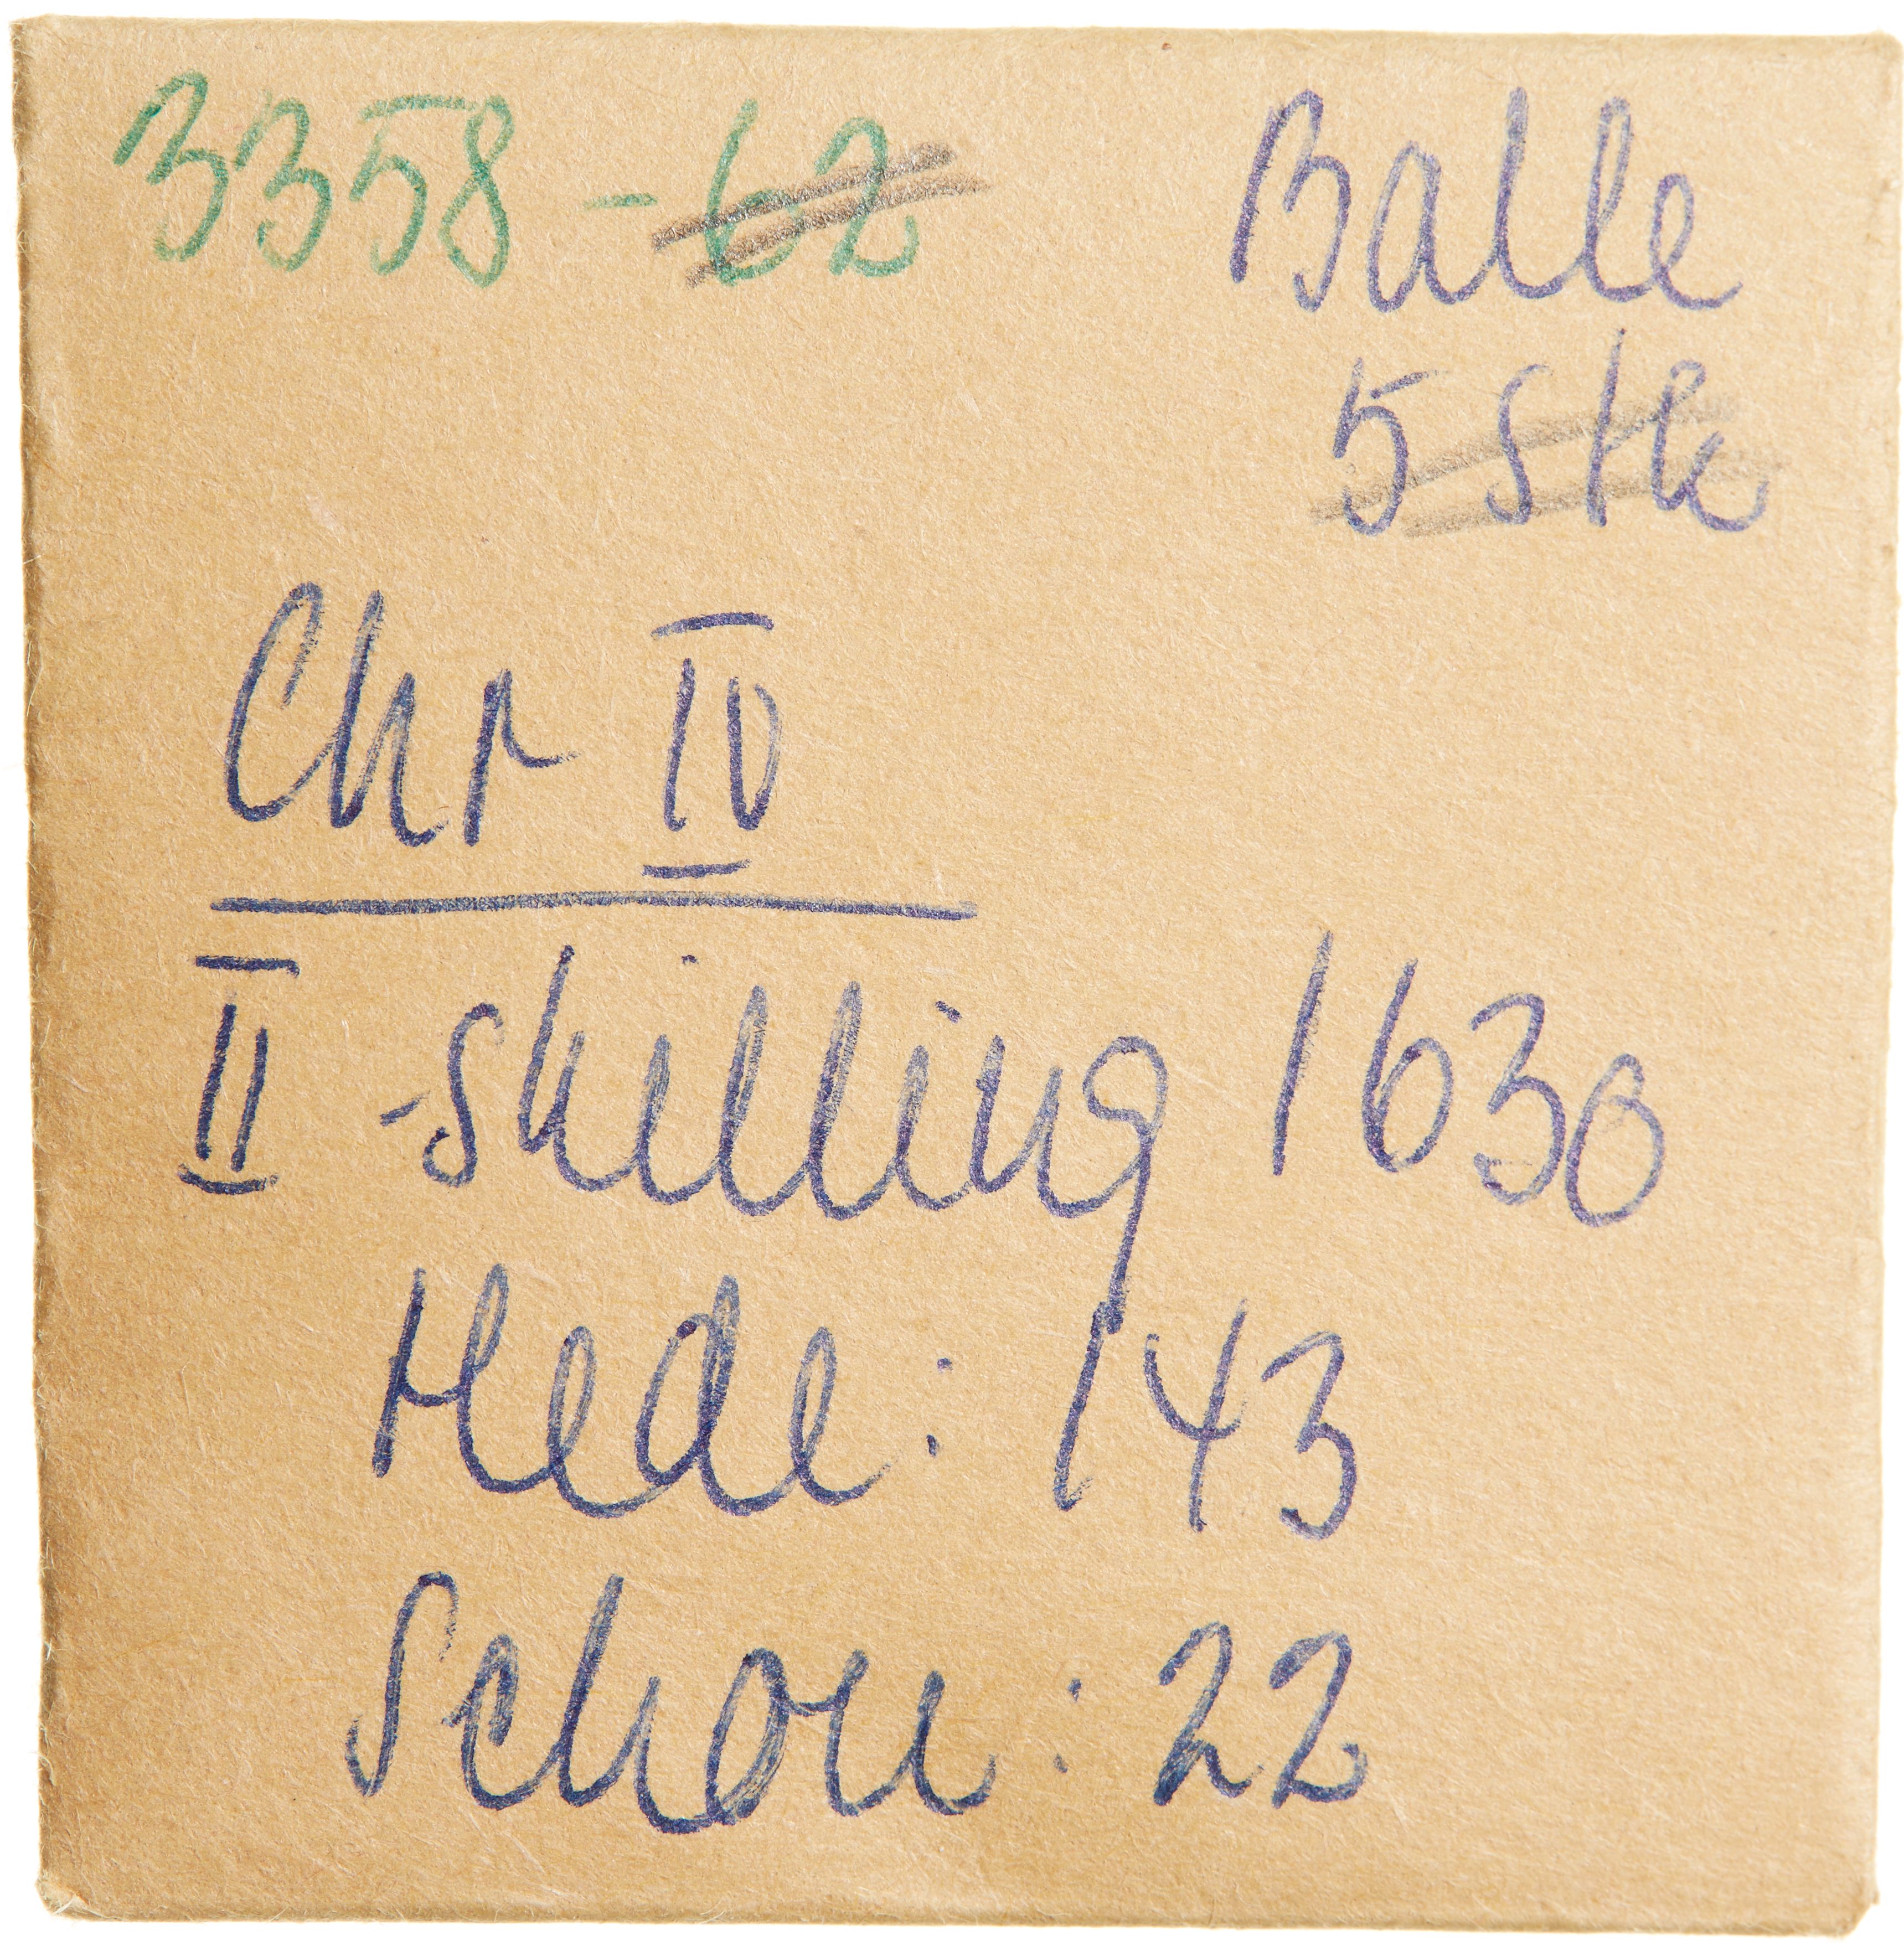 3358 - 62 Balle
5 Stk
Chr IV
II -skilling 1630
Hede: 143
Schou: 22